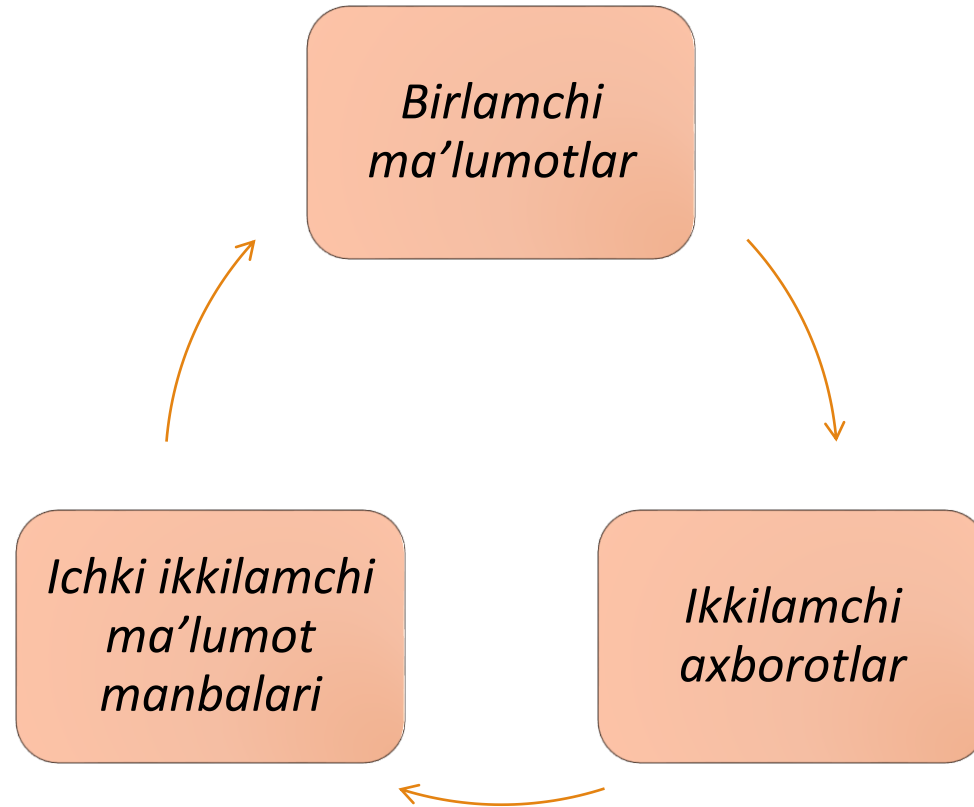 Birlamchi
ma’lumotlar
Ichki ikkilamchi
ma’lumot
manbalari
Ikkilamchi
axborotlar